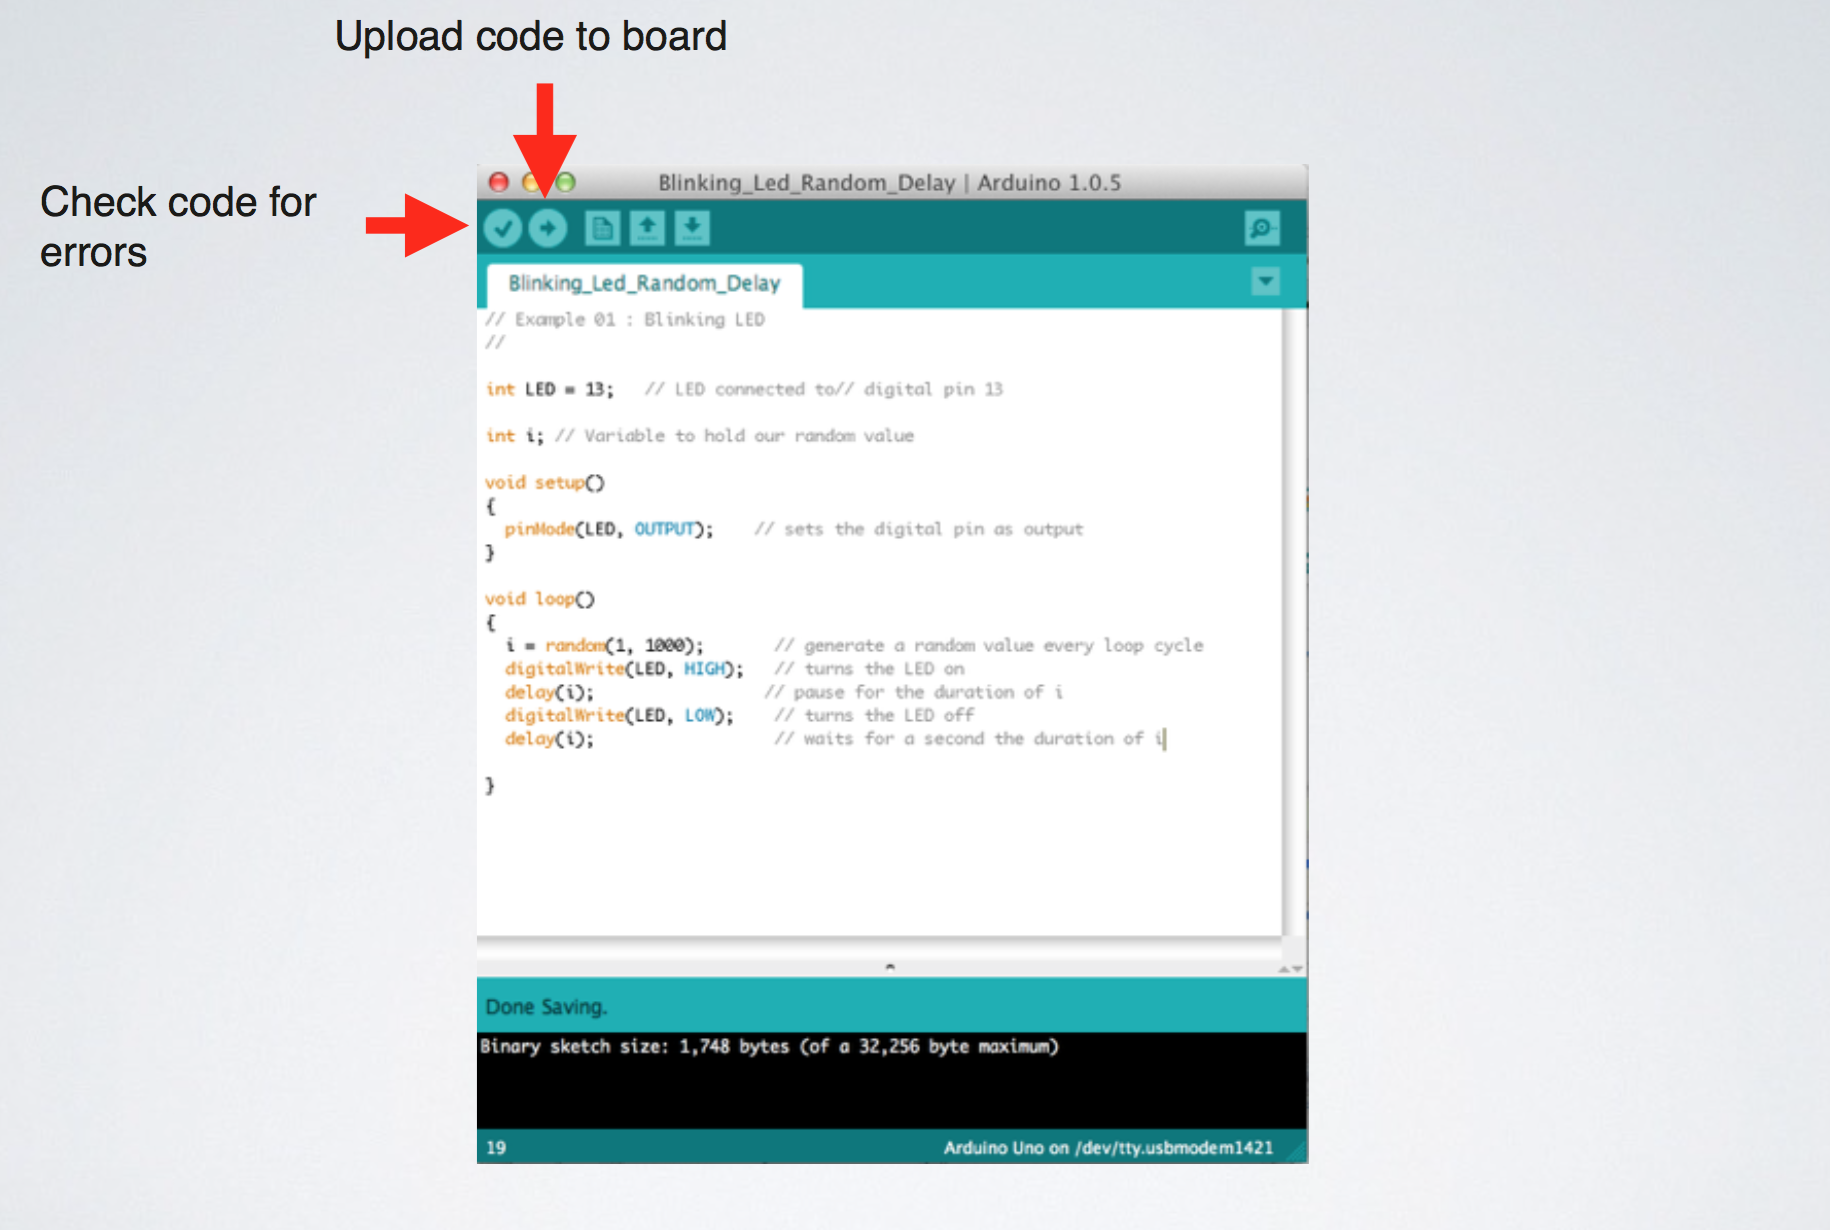 Upload code to board
Check code for
errors
Blinking_Led_Random_Delay | Arduino 1.0.5
Blinking_Led_Random_Delay
// Example 01 : Blinking LED
//
int LED = 13;   // LED connected to// digital pin 13
int i; // Variable to hold our random value
void setup()
{
  pinMode(LED, OUTPUT);    // sets the digital pin as output
}
void loop()
{
  i = random(1, 1000);       // generate a random value every loop cycle
  digitalWrite(LED, HIGH);   // turns the LED on
  delay(i);                 // pause for the duration of i
  digitalWrite(LED, LOW);    // turns the LED off
  delay(i);                  // waits for a second the duration of i
}
Done Saving.
Binary sketch size: 1,748 bytes (of a 32,256 byte maximum)
19
Arduino Uno on /dev/tty.usbmodem1421